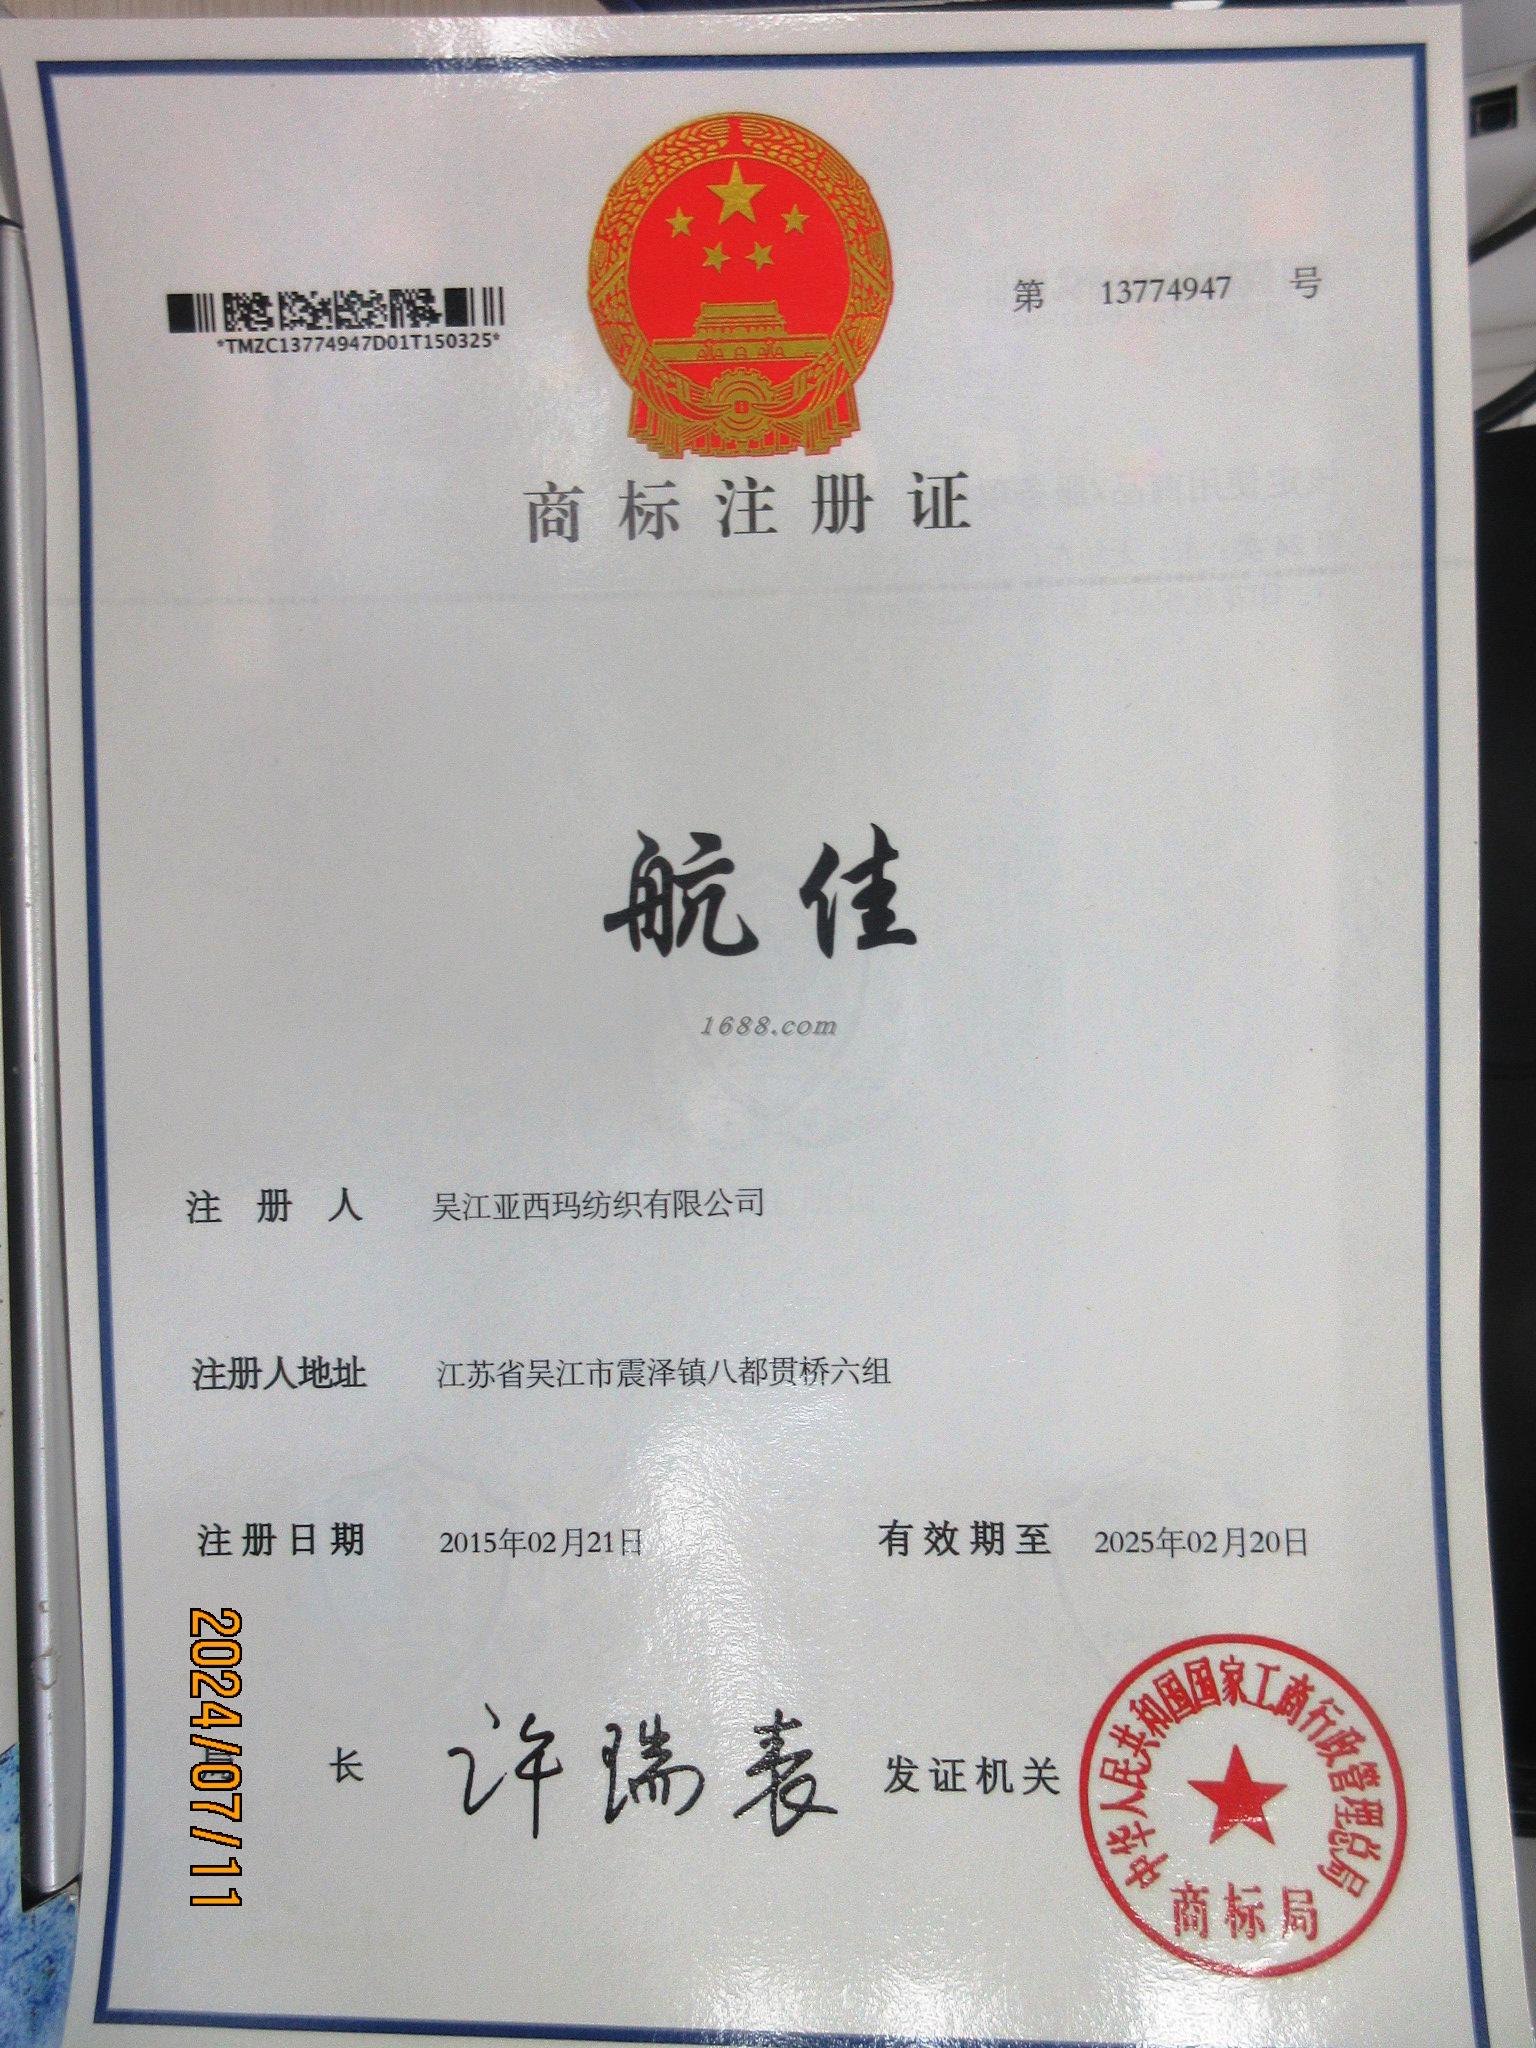 *TMZC13774947D01T150325*
第 13774947 号
商标注册证
航佳
1688.com
注册人 吴江亚西玛纺织有限公司
注册人地址 江苏省吴江市震泽镇八都贯桥六组
注册日期 2015年02月21日 有效期至 2025年02月20日
局长 许瑞表 发证机关
中华人民共和国国家工商行政管理总局
商标局
2024/07/11